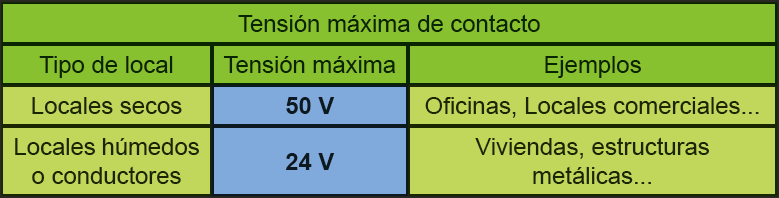 Tensión máxima de contacto
Tipo de local Tensión máxima Ejemplos
Locales secos 50 V Oficinas, Locales comerciales...
Locales húmedos
o conductores 24 V Viviendas, estructuras
metálicas...